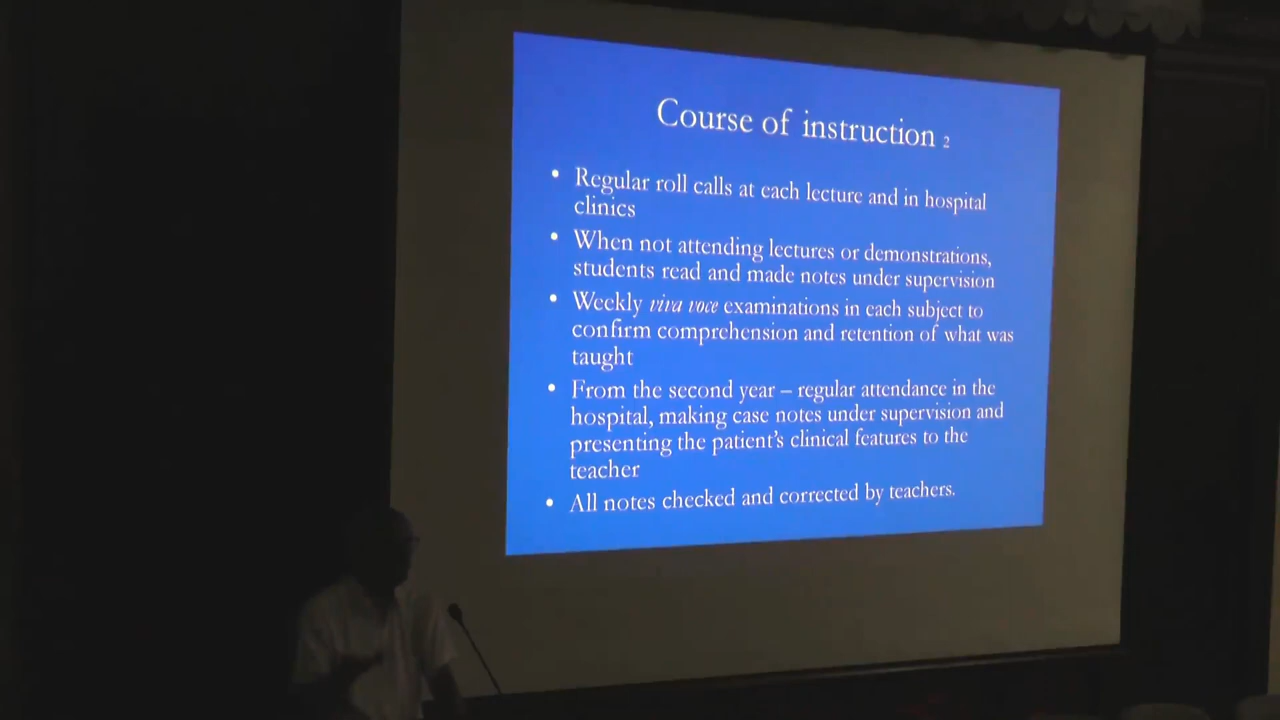 Course of instruction 2
• Regular roll calls at each lecture and in hospital
clinics
• When not attending lectures or demonstrations,
students read and made notes under supervision
• Weekly viva voce examinations in each subject to
confirm comprehension and retention of what was
taught
• From the second year – regular attendance in the
hospital, making case notes under supervision and
presenting the patient’s clinical features to the
teacher
• All notes checked and corrected by teachers.